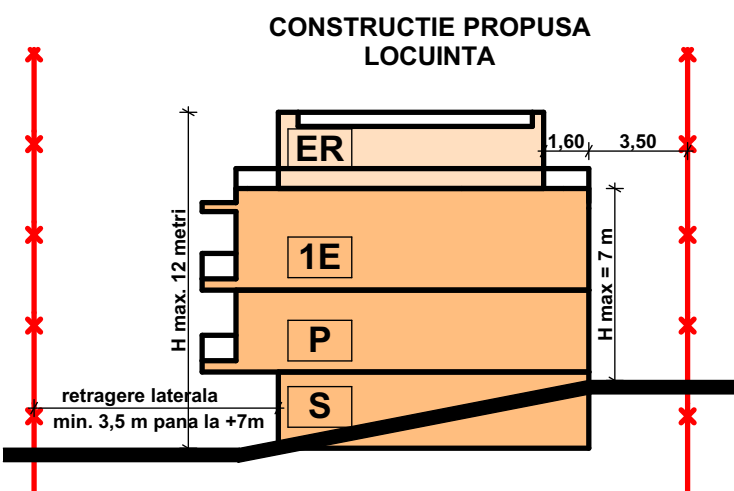 CONSTRUCTIE PROPUSA
LOCUINTA
ER
1,60
3,50
H max. 12 metri
1E
H max = 7 m
P
retragere laterala
min. 3,5 m pana la +7m
S